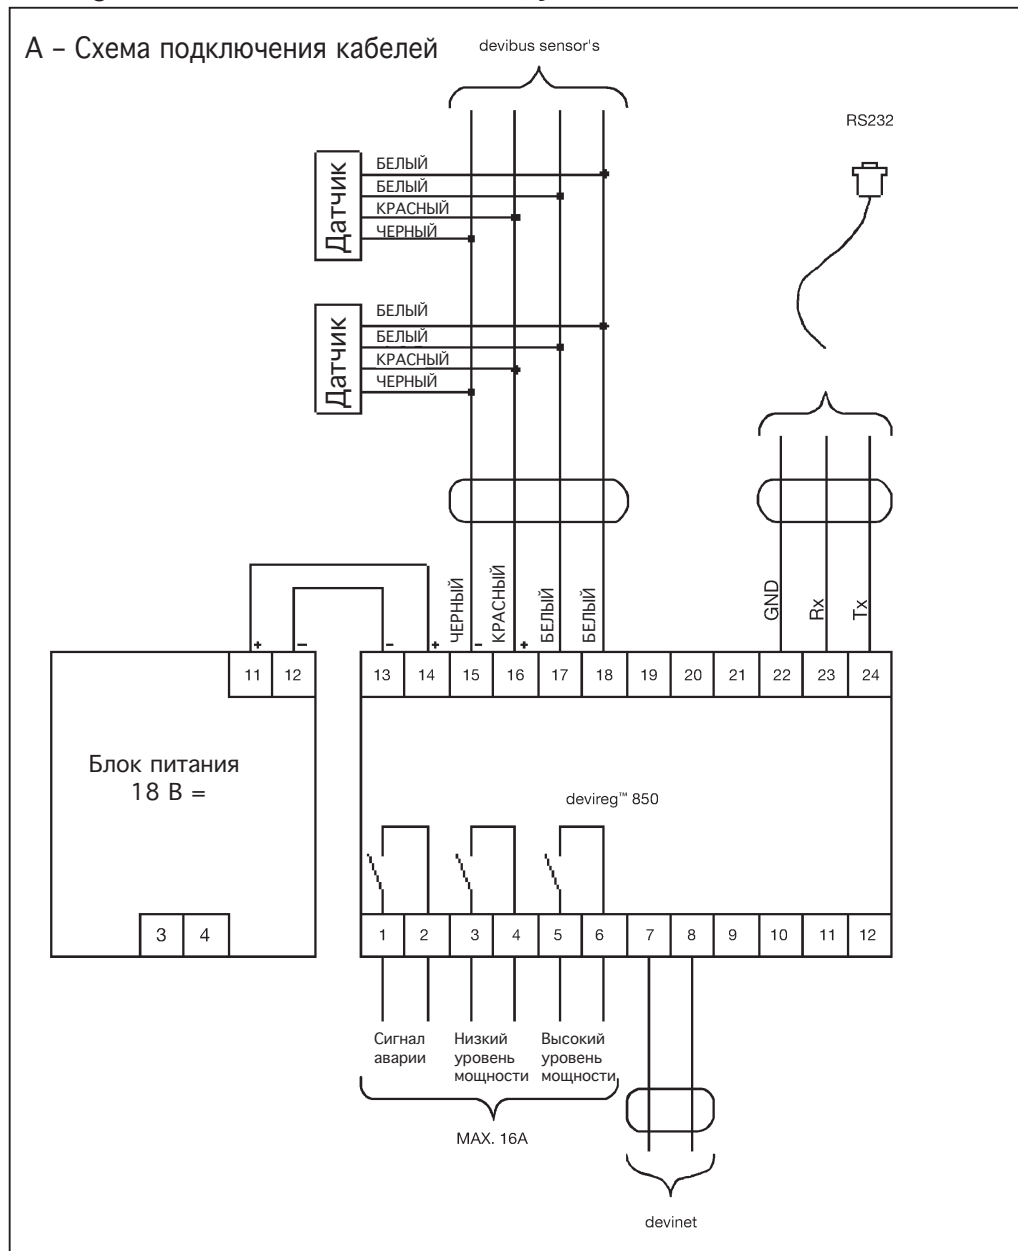 А – Схема подключения кабелей
devibus sensor's
RS232
Датчик
БЕЛЫЙ
БЕЛЫЙ
КРАСНЫЙ
ЧЕРНЫЙ
Датчик
БЕЛЫЙ
БЕЛЫЙ
КРАСНЫЙ
ЧЕРНЫЙ
ЧЕРНЫЙ
КРАСНЫЙ
БЕЛЫЙ
БЕЛЫЙ
GND
Rx
Tx
+ – – + – +
11 12
13 14 15 16 17 18 19 20 21 22 23 24
Блок питания
18 В =
devireg™ 850
3 4
1 2 3 4 5 6 7 8 9 10 11 12
Сигнал
аварии
Низкий
уровень
мощности
Высокий
уровень
мощности
MAX. 16A
devinet